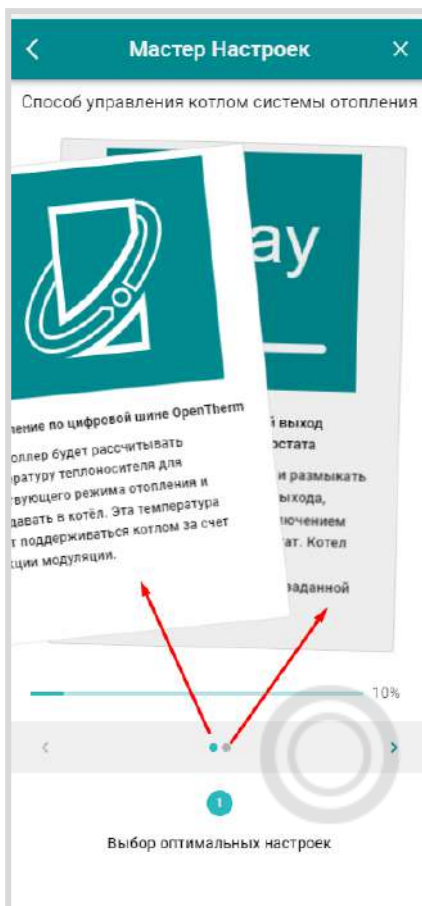 Мастер Настроек
Способ управления котлом системы отопления
ay
ление по цифровой шине OpenTherm
оллер будет рассчитывать
ературу теплоносителя для
твующего режима отопления и
давать в котёл. Эта температура
т поддерживаться котлом за счет
кции модуляции.
й выход
остата
и размыкать
ыхода,
лючением
ат. Котел
заданной
10%
1
Выбор оптимальных настроек